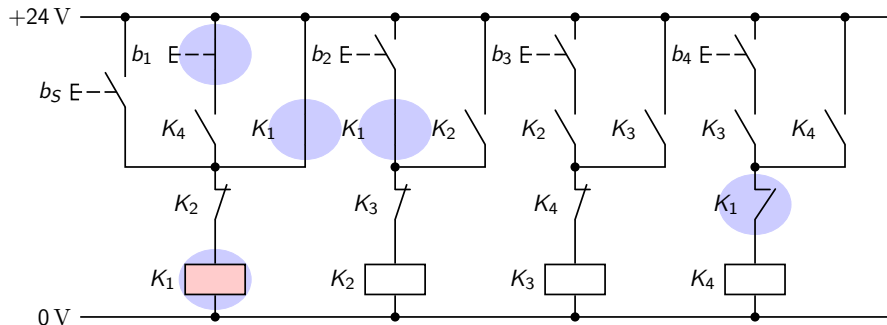 +24 V
b1 b2 b3 b4
bS
K4 K1 K1 K2 K2 K3 K3 K4
K2 K3 K4 K1
K1 K2 K3 K4
0 V